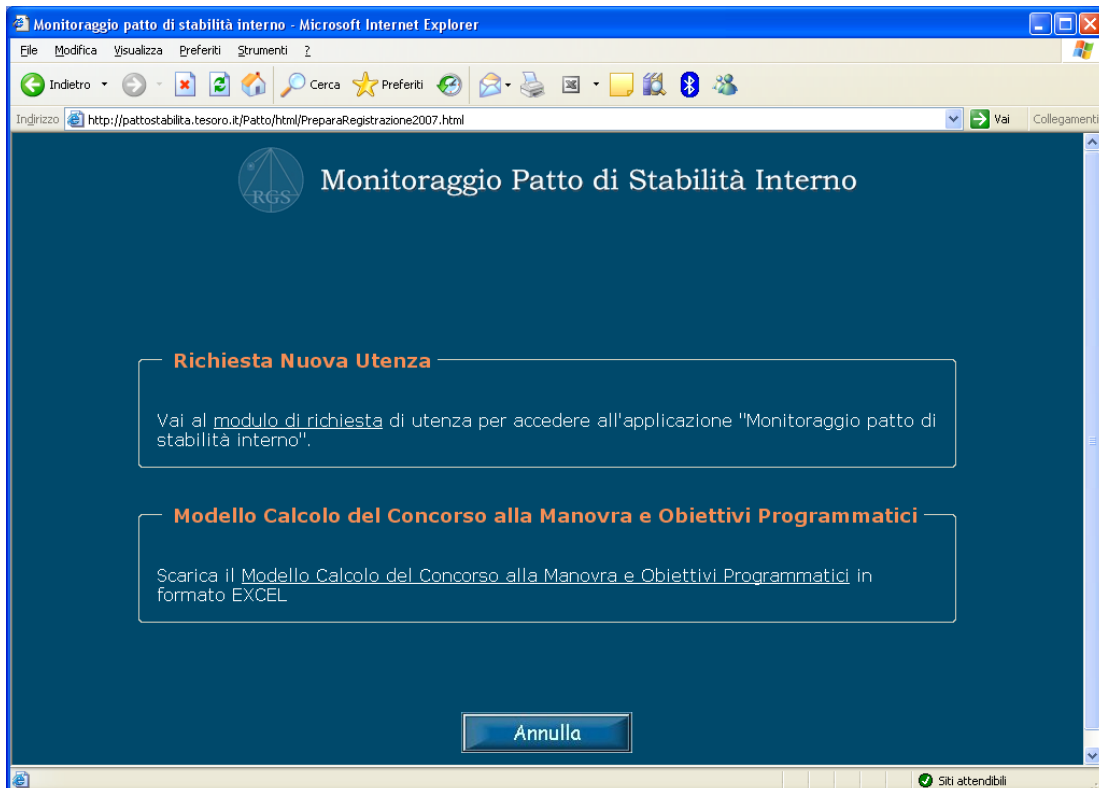 Monitoraggio patto di stabilità interno - Microsoft Internet Explorer
File Modifica Visualizza Preferiti Strumenti ?
Indietro Cerca Preferiti
Indirizzo http://pattostabilita.tesoro.it/Patto/html/PreparaRegistrazione2007.html Vai Collegamenti
RGS Monitoraggio Patto di Stabilità Interno
Richiesta Nuova Utenza
Vai al modulo di richiesta di utenza per accedere all'applicazione "Monitoraggio patto di
stabilità interno".
Modello Calcolo del Concorso alla Manovra e Obiettivi Programmatici
Scarica il Modello Calcolo del Concorso alla Manovra e Obiettivi Programmatici in
formato EXCEL
Annulla
Siti attendibili